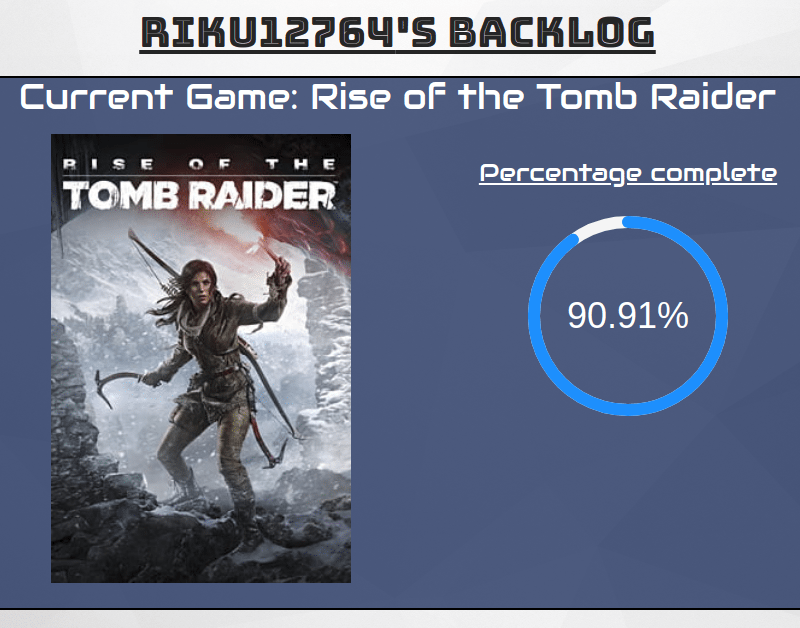 RIKU12764'S BACKLOG
Current Game: Rise of the Tomb Raider
RISE OF THE
TOMB RAIDER
Percentage complete
90.91%